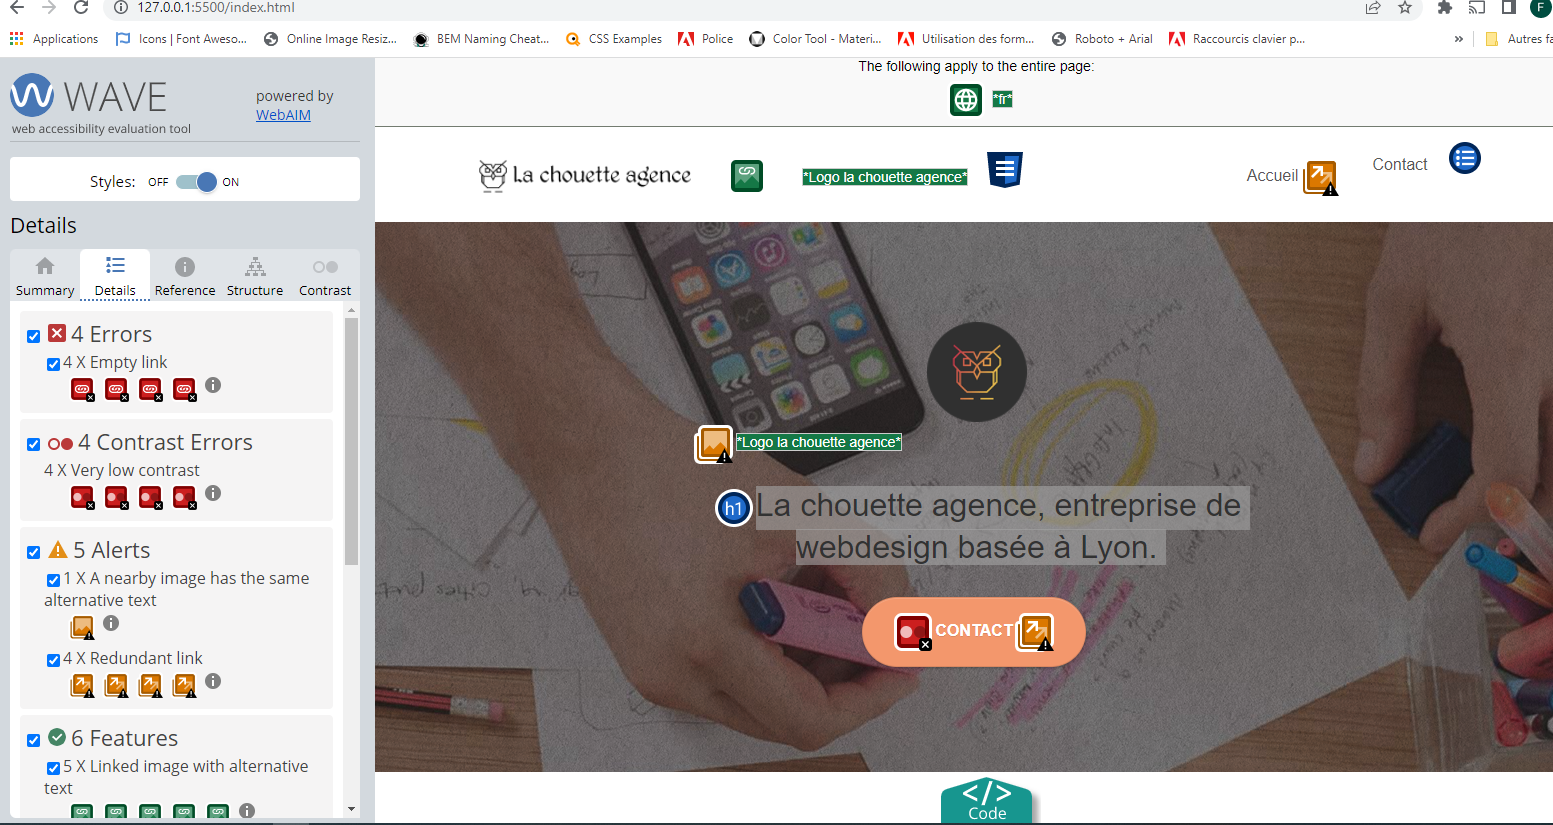 127.0.0.1:5500/index.html
F
Applications
Icons | Font Aweso...
Online Image Resiz...
BEM Naming Cheat...
CSS Examples
Police
Color Tool - Materi...
Utilisation des form...
Roboto + Arial
Raccourcis clavier p...
»
Autres fa
WAVE
web accessibility evaluation tool
powered by
WebAIM
Styles: OFF ON
Details
Summary Details Reference Structure Contrast
4 Errors
4 X Empty link
4 Contrast Errors
4 X Very low contrast
5 Alerts
1 X A nearby image has the same
alternative text
4 X Redundant link
6 Features
5 X Linked image with alternative
text
The following apply to the entire page:
*fr*
La chouette agence
*Logo la chouette agence*
Accueil
Contact
*Logo la chouette agence*
h1
La chouette agence, entreprise de
webdesign basée à Lyon.
CONTACT
</>
Code